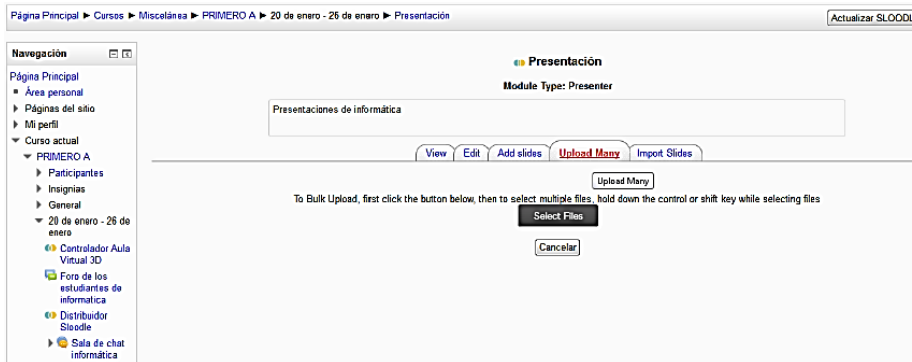 Página Principal ► Cursos ► Miscelánea ► PRIMERO A ► 20 de enero - 26 de enero ► Presentación
Actualizar SLOODL
Navegación
Página Principal
Área personal
Páginas del sitio
Mi perfil
Curso actual
PRIMERO A
Participantes
Insignias
General
20 de enero - 26 de
enero
Controlador Aula
Virtual 3D
Foro de los
estudiantes de
informatica
Distribuidor
Sloodle
Sala de chat
informática
Presentación
Module Type: Presenter
Presentaciones de informática
View Edit Add slides Upload Many Import Slides
Upload Many
To Bulk Upload, first click the button below, then to select multiple files, hold down the control or shift key while selecting files
Select Files
Cancelar